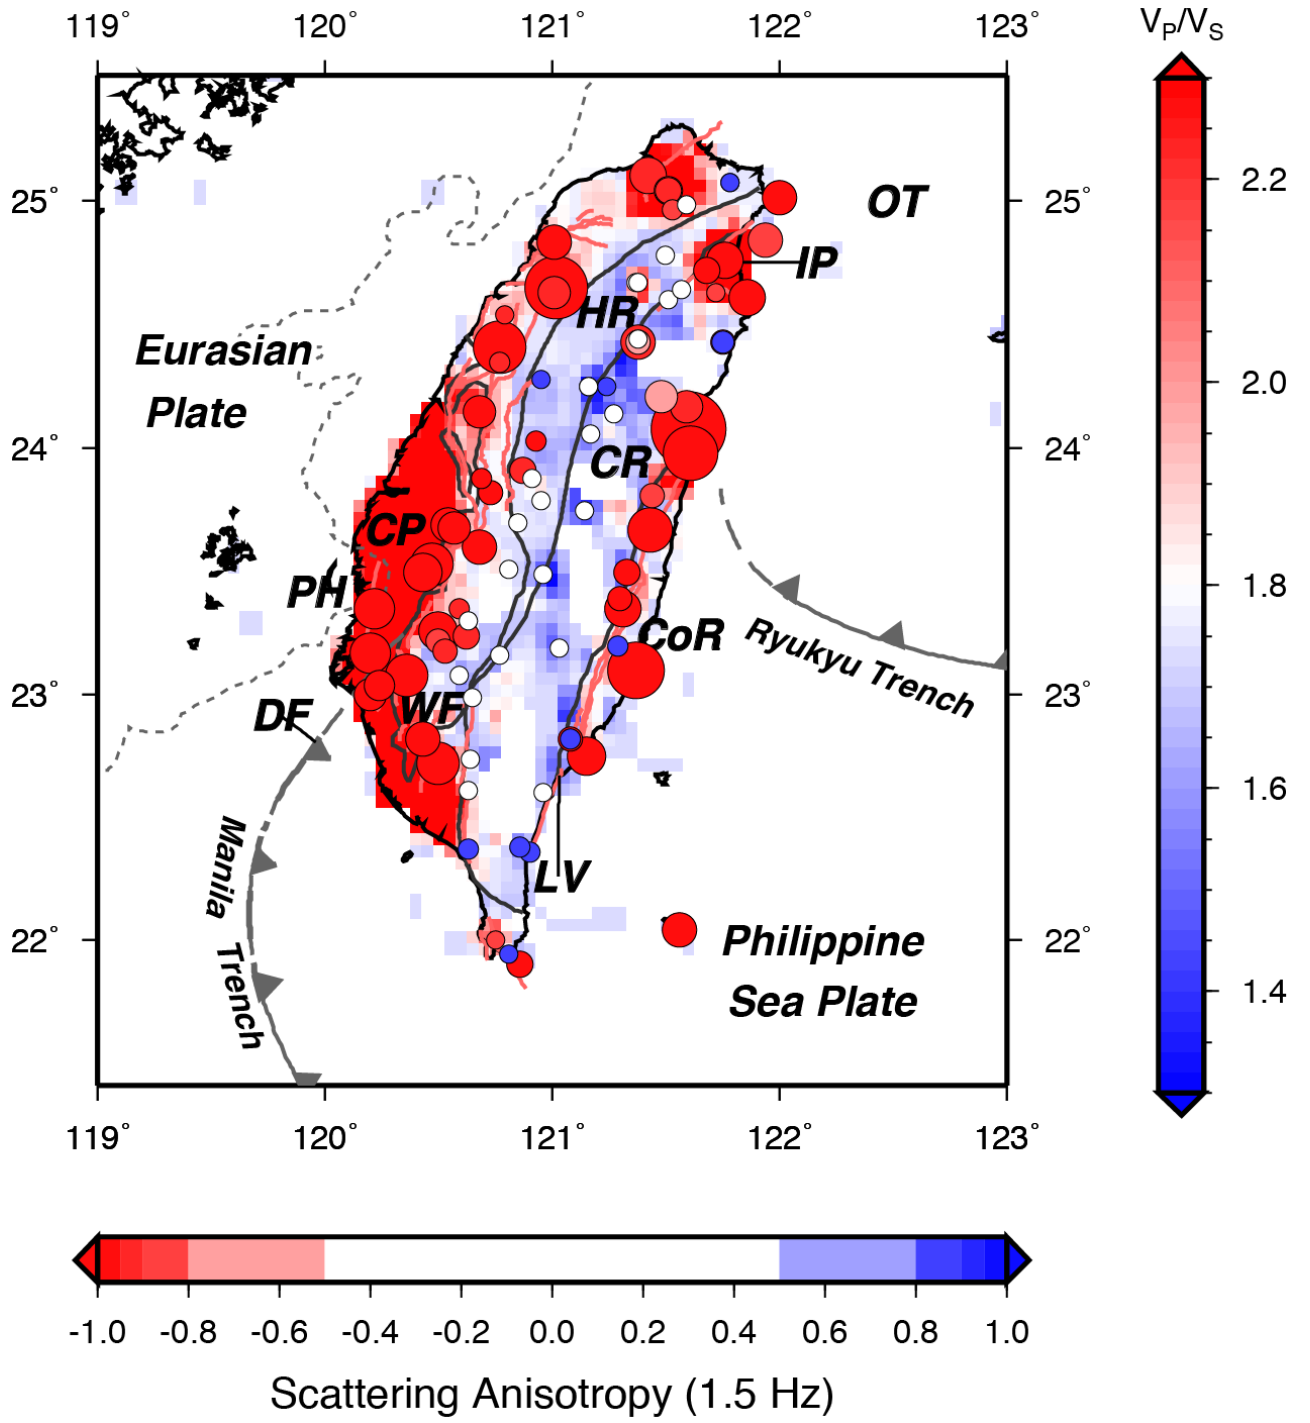 119° 120° 121° 122° 123°
VP/VS
25° 25°
24° 24°
23° 23°
22° 22°
OT
IP
HR
Eurasian
Plate
CR
CP
PH
CoR
Ryukyu Trench
DF
WF
Manila Trench
LV
Philippine
Sea Plate
2.2
2.0
1.8
1.6
1.4
119° 120° 121° 122° 123°
-1.0 -0.8 -0.6 -0.4 -0.2 0.0 0.2 0.4 0.6 0.8 1.0
Scattering Anisotropy (1.5 Hz)